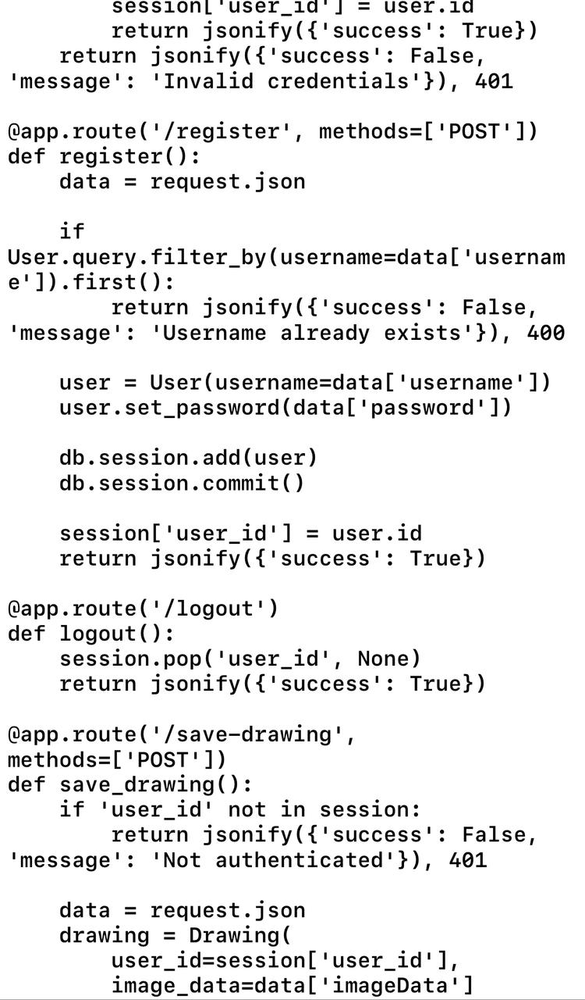 session['user_id'] = user.id
        return jsonify({'success': True})
    return jsonify({'success': False,
'message': 'Invalid credentials'}), 401

@app.route('/register', methods=['POST'])
def register():
    data = request.json

    if
User.query.filter_by(username=data['usernam
e']).first():
        return jsonify({'success': False,
'message': 'Username already exists'}), 400

    user = User(username=data['username'])
    user.set_password(data['password'])

    db.session.add(user)
    db.session.commit()

    session['user_id'] = user.id
    return jsonify({'success': True})

@app.route('/logout')
def logout():
    session.pop('user_id', None)
    return jsonify({'success': True})

@app.route('/save-drawing',
methods=['POST'])
def save_drawing():
    if 'user_id' not in session:
        return jsonify({'success': False,
'message': 'Not authenticated'}), 401

    data = request.json
    drawing = Drawing(
        user_id=session['user_id'],
        image_data=data['imageData']